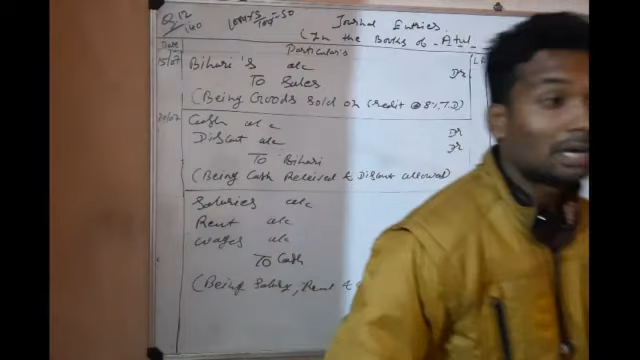 Q.12 Journal Entries
140 (In the Books of - Atul
Date Particulars L.F
15/07 Bihari's a/c Dr
To Sales
(Being Goods sold on Credit @ 8% T.D)
20/07 Cash a/c Dr
Discount a/c Dr
To Bihari
(Being Cash Received & Discount allowed)
Salaries a/c
Rent a/c
wages a/c
To Cash
(Being Salary, Rent &